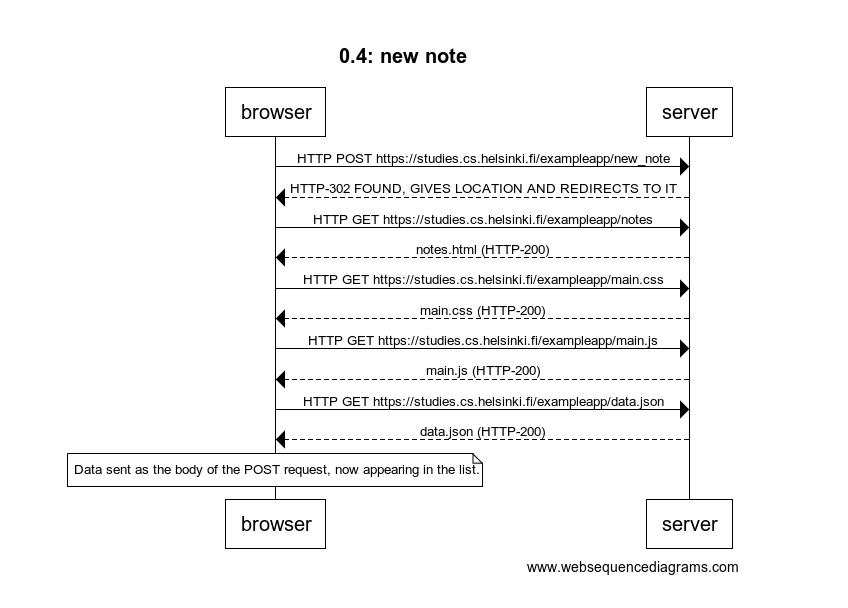 0.4: new note
browser
server
HTTP POST https://studies.cs.helsinki.fi/exampleapp/new_note
HTTP-302 FOUND, GIVES LOCATION AND REDIRECTS TO IT
HTTP GET https://studies.cs.helsinki.fi/exampleapp/notes
notes.html (HTTP-200)
HTTP GET https://studies.cs.helsinki.fi/exampleapp/main.css
main.css (HTTP-200)
HTTP GET https://studies.cs.helsinki.fi/exampleapp/main.js
main.js (HTTP-200)
HTTP GET https://studies.cs.helsinki.fi/exampleapp/data.json
data.json (HTTP-200)
Data sent as the body of the POST request, now appearing in the list.
browser
server
www.websequencediagrams.com